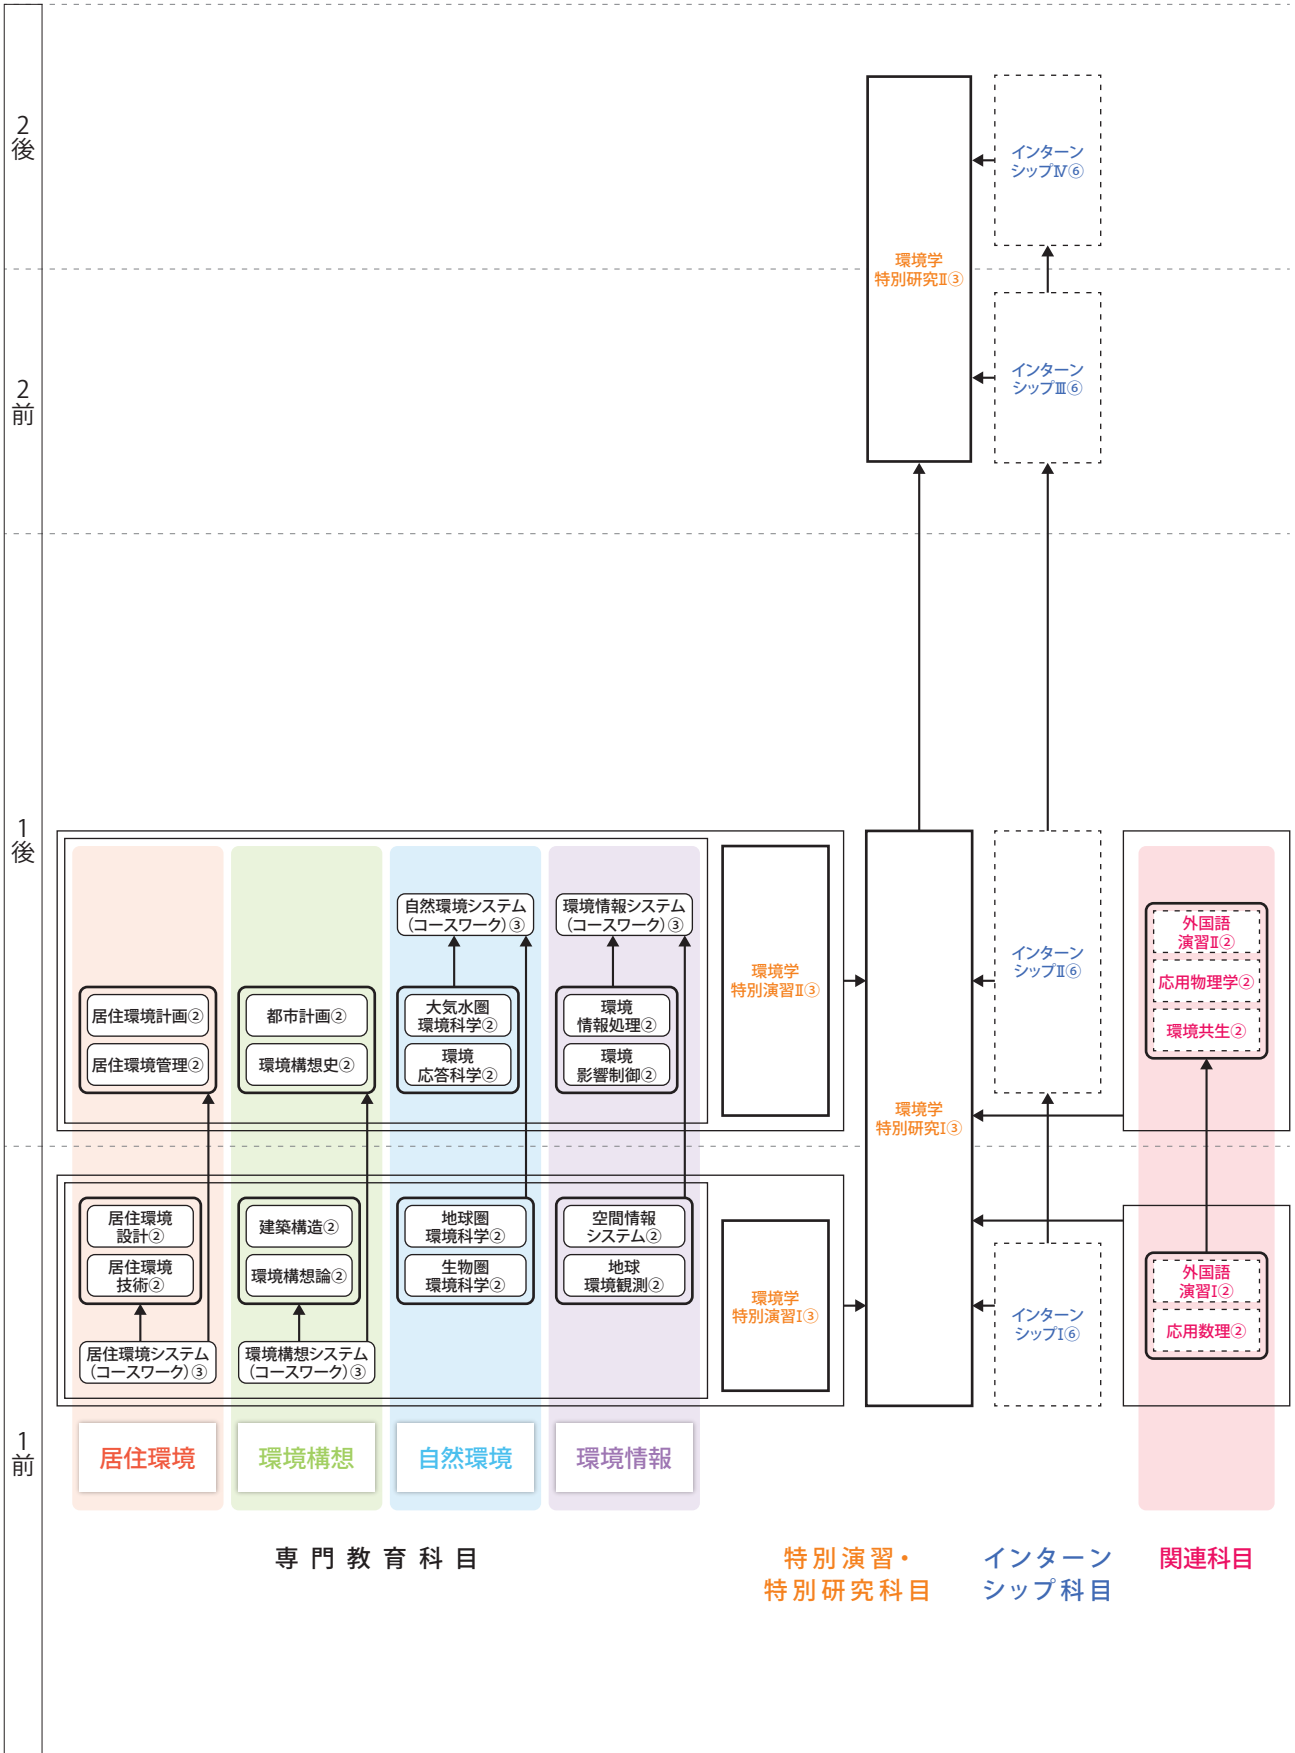 2後
インターン
シップⅣ⑥
環境学
特別研究Ⅱ③
2前
インターン
シップⅢ⑥
1後
自然環境システム
（コースワーク）③
環境情報システム
（コースワーク）③
外国語
演習Ⅱ②
応用物理学②
環境共生②
環境学
特別演習Ⅱ③
インターン
シップⅡ⑥
居住環境計画②
居住環境管理②
都市計画②
環境構想史②
大気水圏
環境科学②
環境
応答科学②
環境
情報処理②
環境
影響制御②
環境学
特別研究Ⅰ③
居住環境
設計②
居住環境
技術②
建築構造②
環境構想論②
地球圏
環境科学②
生物圏
環境科学②
空間情報
システム②
地球
環境観測②
環境学
特別演習Ⅰ③
インターン
シップⅠ⑥
外国語
演習Ⅰ②
応用数理②
居住環境システム
（コースワーク）③
環境構想システム
（コースワーク）③
1前
居住環境
環境構想
自然環境
環境情報
専門教育科目
特別演習・
特別研究科目
インターン
シップ科目
関連科目